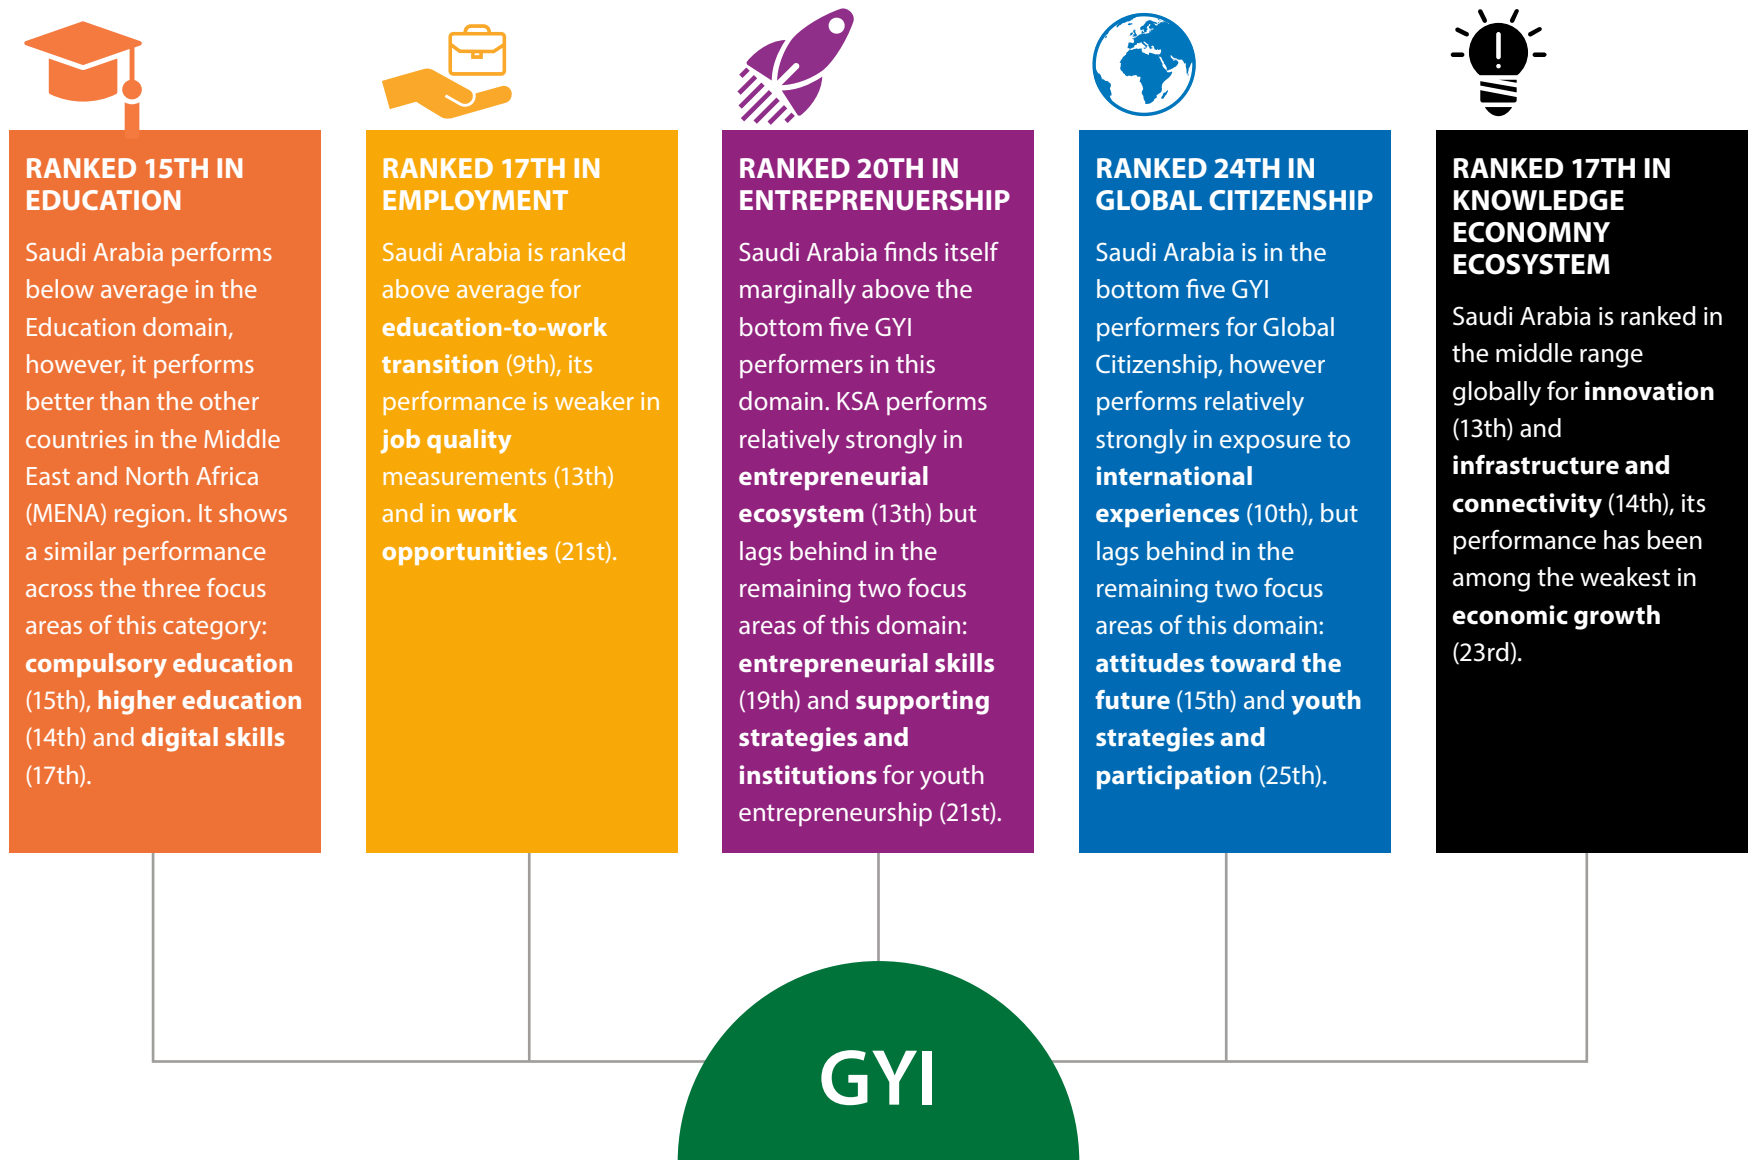 RANKED 15TH IN
EDUCATION
Saudi Arabia performs
below average in the
Education domain,
however, it performs
better than the other
countries in the Middle
East and North Africa
(MENA) region. It shows
a similar performance
across the three focus
areas of this category:
compulsory education
(15th), higher education
(14th) and digital skills
(17th).
RANKED 17TH IN
EMPLOYMENT
Saudi Arabia is ranked
above average for
education-to-work
transition (9th), its
performance is weaker in
job quality
measurements (13th)
and in work
opportunities (21st).
RANKED 20TH IN
ENTREPRENUERSHIP
Saudi Arabia finds itself
marginally above the
bottom five GYI
performers in this
domain. KSA performs
relatively strongly in
entrepreneurial
ecosystem (13th) but
lags behind in the
remaining two focus
areas of this domain:
entrepreneurial skills
(19th) and supporting
strategies and
institutions for youth
entrepreneurship (21st).
RANKED 24TH IN
GLOBAL CITIZENSHIP
Saudi Arabia is in the
bottom five GYI
performers for Global
Citizenship, however
performs relatively
strongly in exposure to
international
experiences (10th), but
lags behind in the
remaining two focus
areas of this domain:
attitudes toward the
future (15th) and youth
strategies and
participation (25th).
RANKED 17TH IN
KNOWLEDGE
ECONOMNY
ECOSYSTEM
Saudi Arabia is ranked in
the middle range
globally for innovation
(13th) and
infrastructure and
connectivity (14th), its
performance has been
among the weakest in
economic growth
(23rd).
GYI